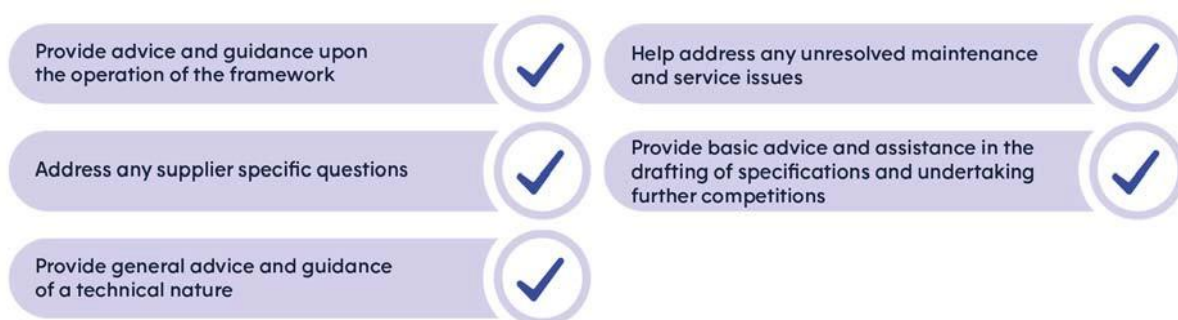 Provide advice and guidance upon
the operation of the framework
Address any supplier specific questions
Provide general advice and guidance
of a technical nature
Help address any unresolved maintenance
and service issues
Provide basic advice and assistance in the
drafting of specifications and undertaking
further competitions